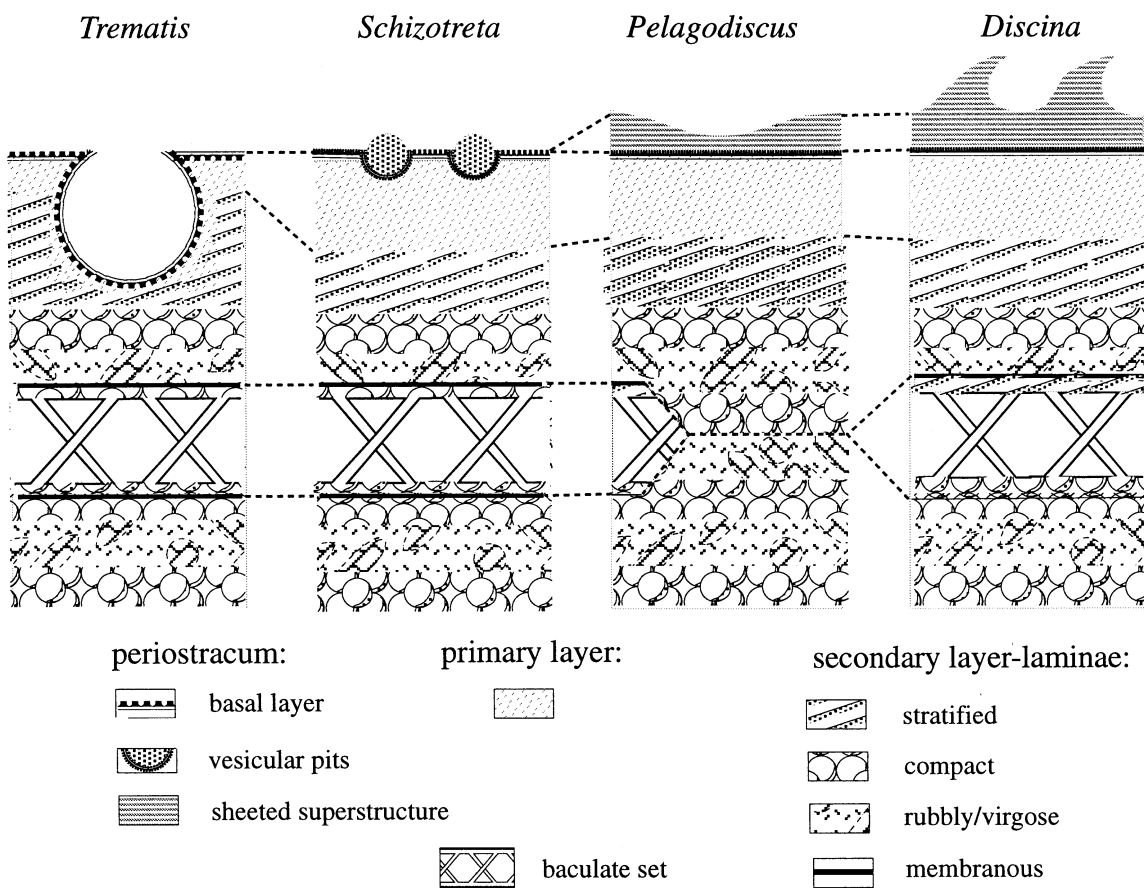 Trematis
Schizotreta
Pelagodiscus
Discina
periostracum:
basal layer
vesicular pits
sheeted superstructure
primary layer:
baculate set
secondary layer-laminae:
stratified
compact
rubbly/virgose
membranous